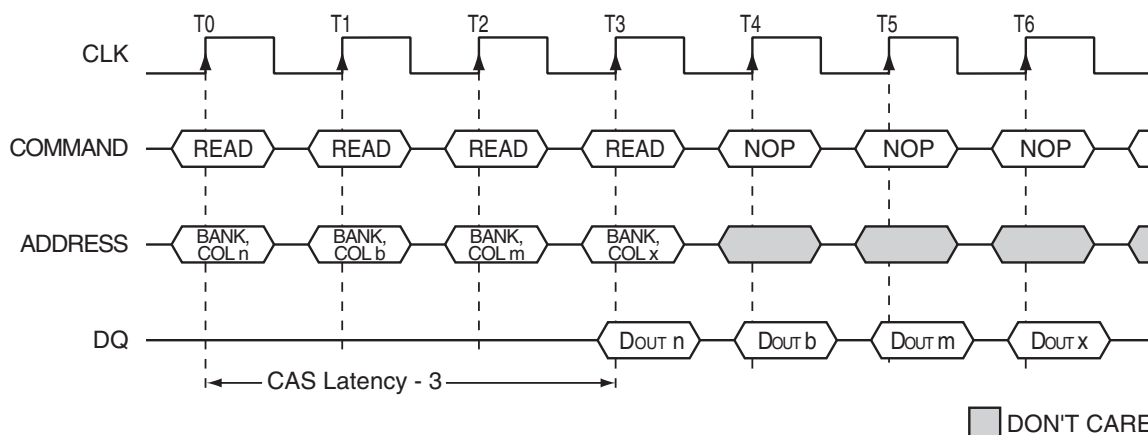 T0 T1 T2 T3 T4 T5 T6
CLK
COMMAND READ READ READ READ NOP NOP NOP
ADDRESS BANK, COL n BANK, COL b BANK, COL m BANK, COL x
DQ DOUT n DOUT b DOUT m DOUT x
CAS Latency - 3
DON'T CARE